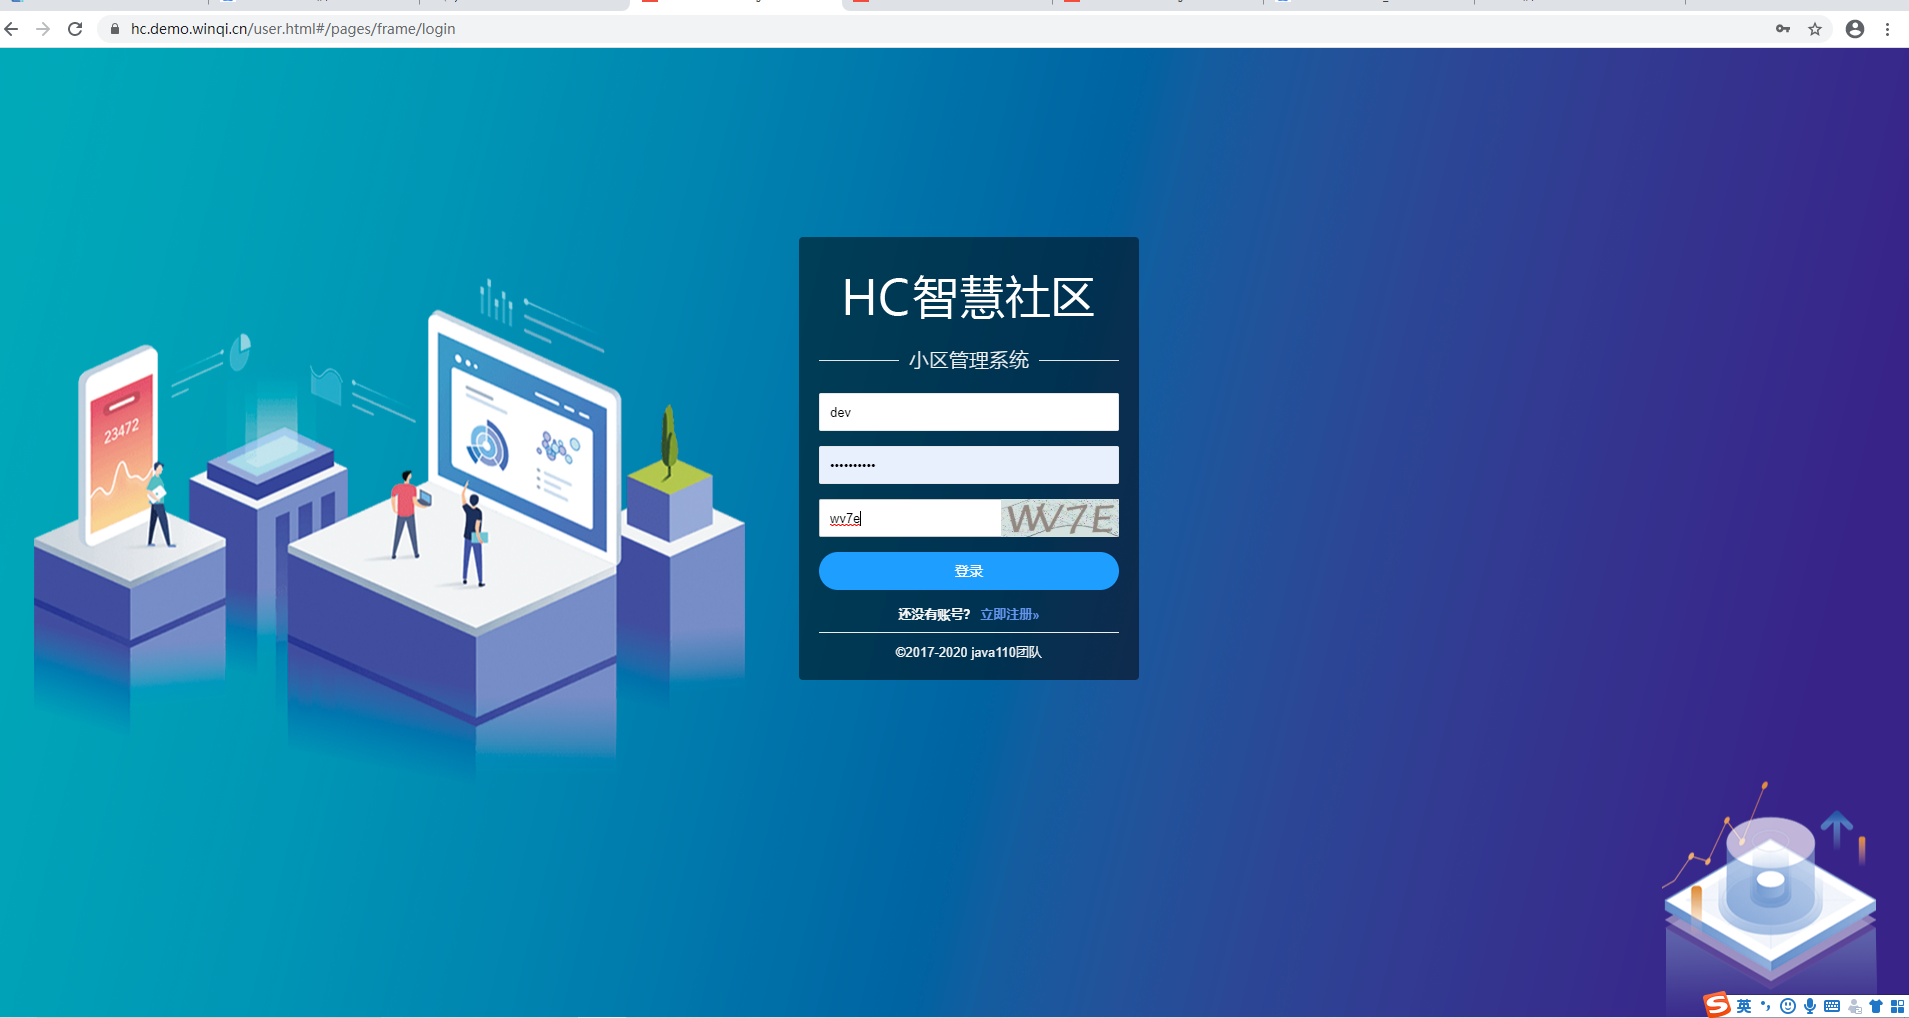 hc.demo.winqi.cn/user.html#/pages/frame/login
HC智慧社区
小区管理系统
dev
••••••••••
wv7e
WV7E
登录
还没有账号? 立即注册»
©2017-2020 java110团队
23472
英